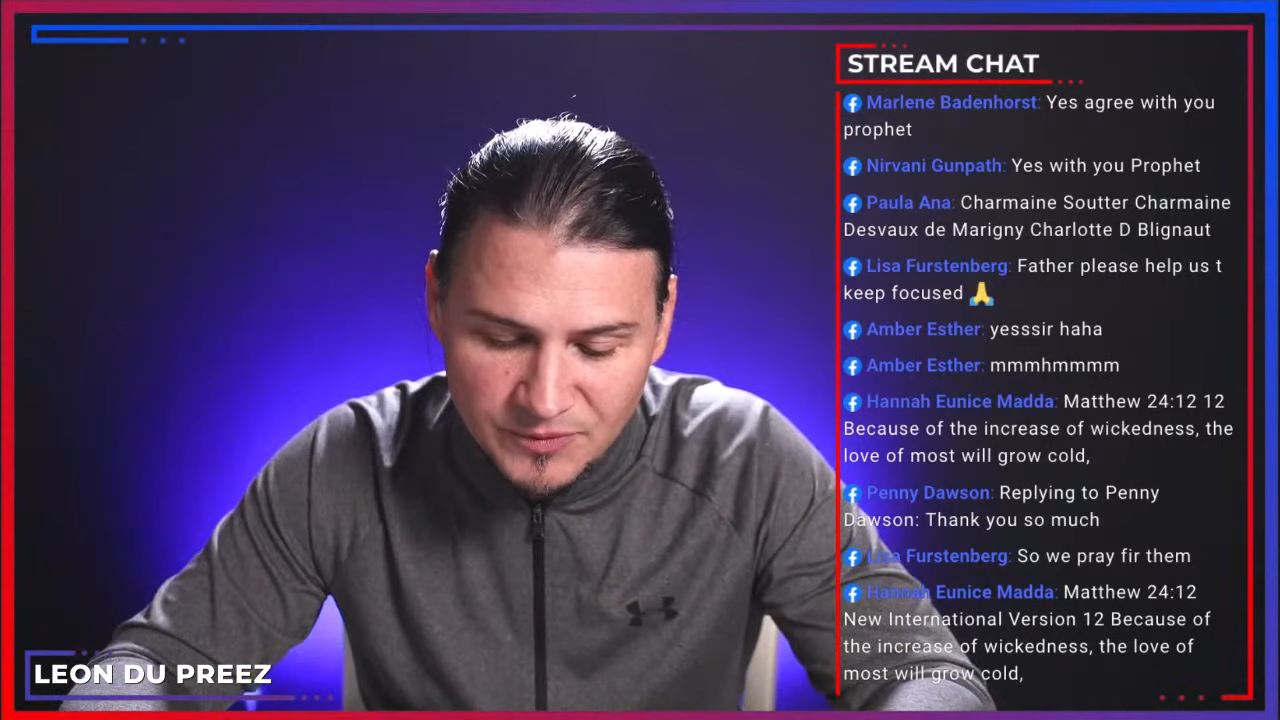 STREAM CHAT
Marlene Badenhorst: Yes agree with you
prophet
Nirvani Gunpath: Yes with you Prophet
Paula Ana: Charmaine Soutter Charmaine
Desvaux de Marigny Charlotte D Blignaut
Lisa Furstenberg: Father please help us t
keep focused 🙏
Amber Esther: yesssir haha
Amber Esther: mmmhmmmm
Hannah Eunice Madda: Matthew 24:12 12
Because of the increase of wickedness, the
love of most will grow cold,
Penny Dawson: Replying to Penny
Dawson: Thank you so much
Lisa Furstenberg: So we pray fir them
Hannah Eunice Madda: Matthew 24:12
New International Version 12 Because of
the increase of wickedness, the love of
most will grow cold,
LEON DU PREEZ